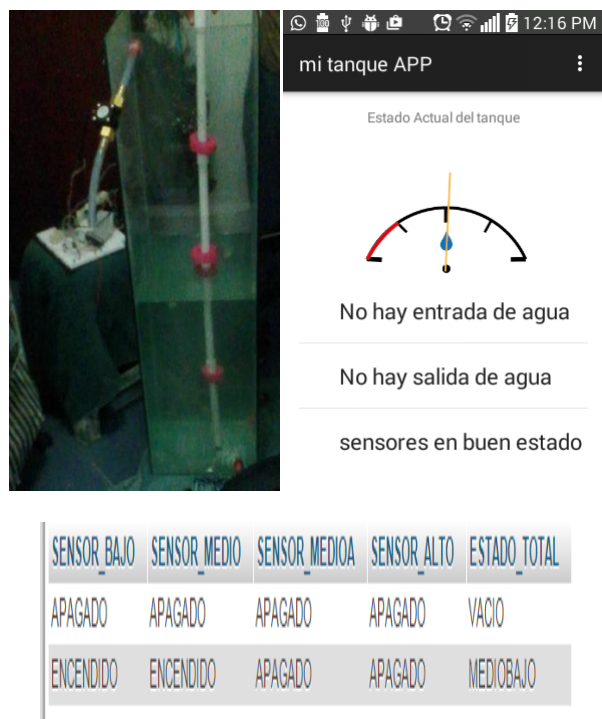 12:16 PM
mi tanque APP
Estado Actual del tanque
No hay entrada de agua
No hay salida de agua
sensores en buen estado
SENSOR_BAJO SENSOR_MEDIO SENSOR_MEDIOA SENSOR_ALTO ESTADO_TOTAL
APAGADO APAGADO APAGADO APAGADO VACIO
ENCENDIDO ENCENDIDO APAGADO APAGADO MEDIOBAJO